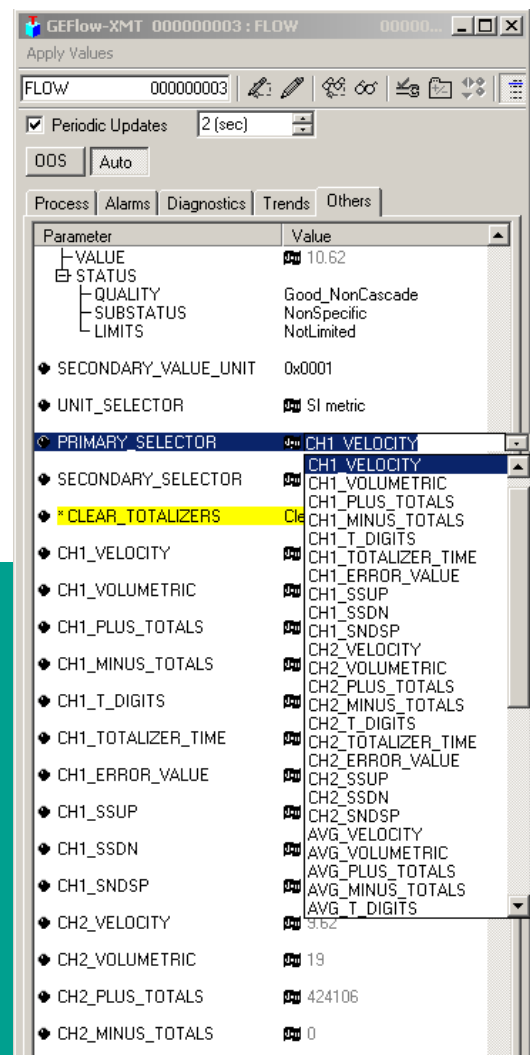 GEFlow-XMT 000000003 : FLOW 00000...
Apply Values
FLOW 000000003
Periodic Updates 2 (sec)
OOS Auto
Process Alarms Diagnostics Trends Others
Parameter Value
VALUE 10.62
STATUS
QUALITY Good_NonCascade
SUBSTATUS NonSpecific
LIMITS NotLimited
SECONDARY_VALUE_UNIT 0x0001
UNIT_SELECTOR SI metric
PRIMARY_SELECTOR CH1_VELOCITY
CH1_VELOCITY
SECONDARY_SELECTOR CH1_VOLUMETRIC
CH1_PLUS_TOTALS
* CLEAR_TOTALIZERS Cle CH1_MINUS_TOTALS
CH1_T_DIGITS
CH1_VELOCITY CH1_TOTALIZER_TIME
CH1_ERROR_VALUE
CH1_VOLUMETRIC CH1_SSUP
CH1_SSDN
CH1_PLUS_TOTALS CH1_SNDSP
CH2_VELOCITY
CH1_MINUS_TOTALS CH2_VOLUMETRIC
CH2_PLUS_TOTALS
CH2_MINUS_TOTALS
CH1_T_DIGITS CH2_T_DIGITS
CH1_TOTALIZER_TIME CH2_TOTALIZER_TIME
CH2_ERROR_VALUE
CH1_ERROR_VALUE CH2_SSUP
CH2_SSDN
CH1_SSUP CH2_SNDSP
AVG_VELOCITY
CH1_SSDN AVG_VOLUMETRIC
AVG_PLUS_TOTALS
CH1_SNDSP AVG_MINUS_TOTALS
AVG_T_DIGITS
CH2_VELOCITY 9.62
CH2_VOLUMETRIC 19
CH2_PLUS_TOTALS 424106
CH2_MINUS_TOTALS 0